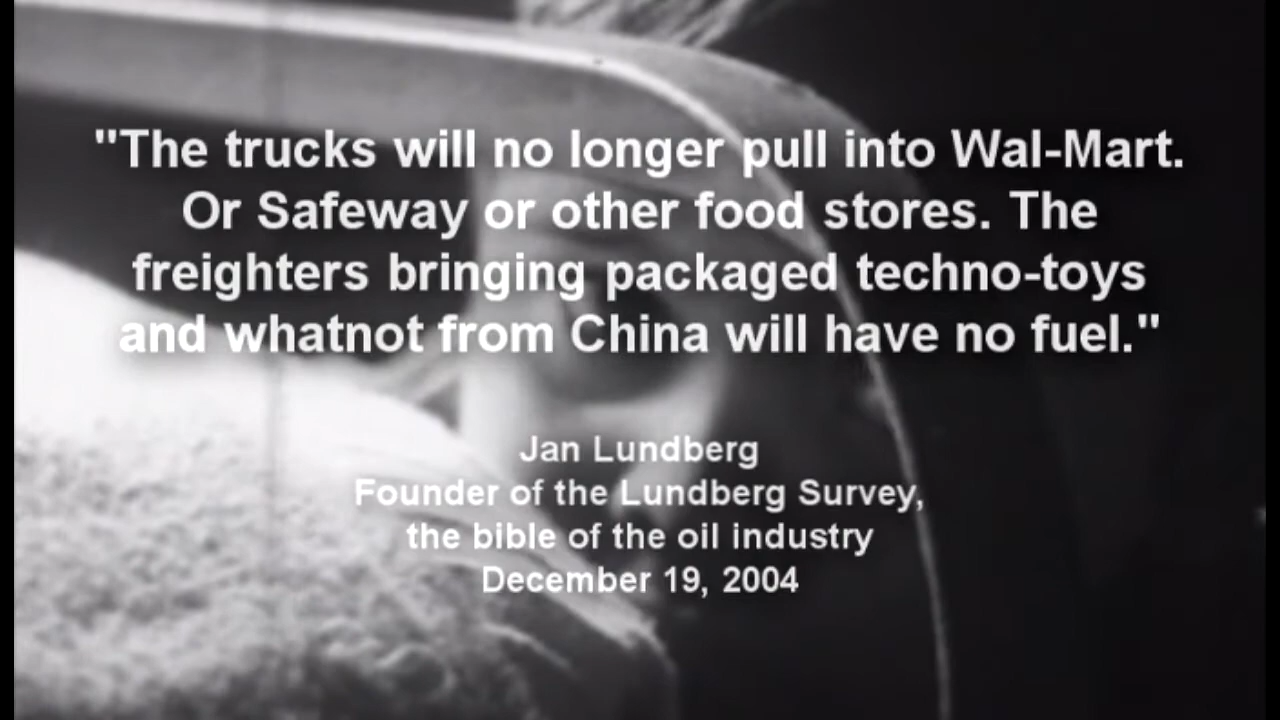 "The trucks will no longer pull into Wal-Mart.
Or Safeway or other food stores. The
freighters bringing packaged techno-toys
and whatnot from China will have no fuel."
Jan Lundberg
Founder of the Lundberg Survey,
the bible of the oil industry
December 19, 2004